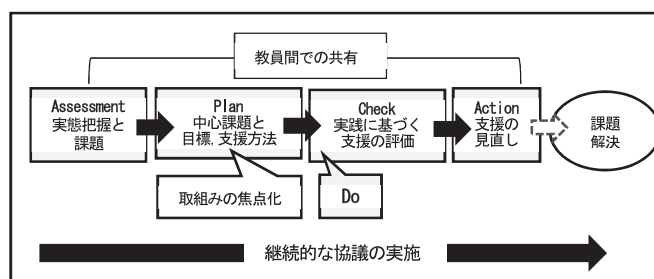 教員間での共有
Assessment
実態把握と
課題
Plan
中心課題と
目標,支援方法
Check
実践に基づく
支援の評価
Action
支援の
見直し
課題
解決
取組みの焦点化
Do
継続的な協議の実施